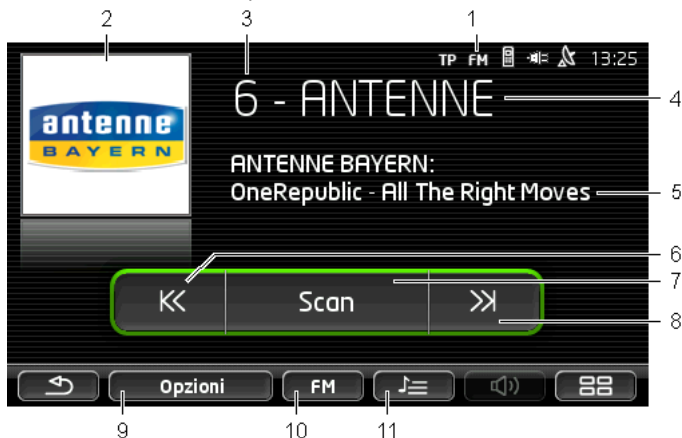 2 3 1
TP FM 13:25
6 - ANTENNE
4
antenne
BAYERN
ANTENNE BAYERN:
OneRepublic - All The Right Moves
5
6
7
Scan
8
Opzioni FM
9 10 11